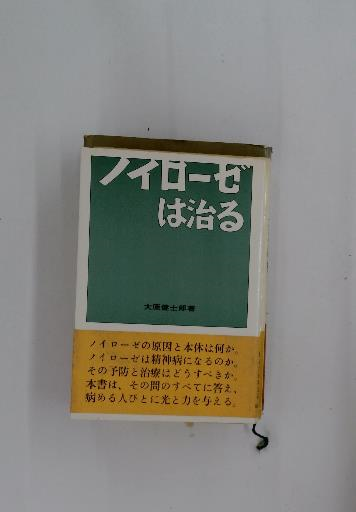 ノイローゼ
は治る
大原健士郎著
ノイローゼの原因と本体は何か。
ノイローゼは精神病になるのか。
その予防と治療はどうすべきか。
本書は、その問のすべてに答え、
病める人びとに光と力を与える。